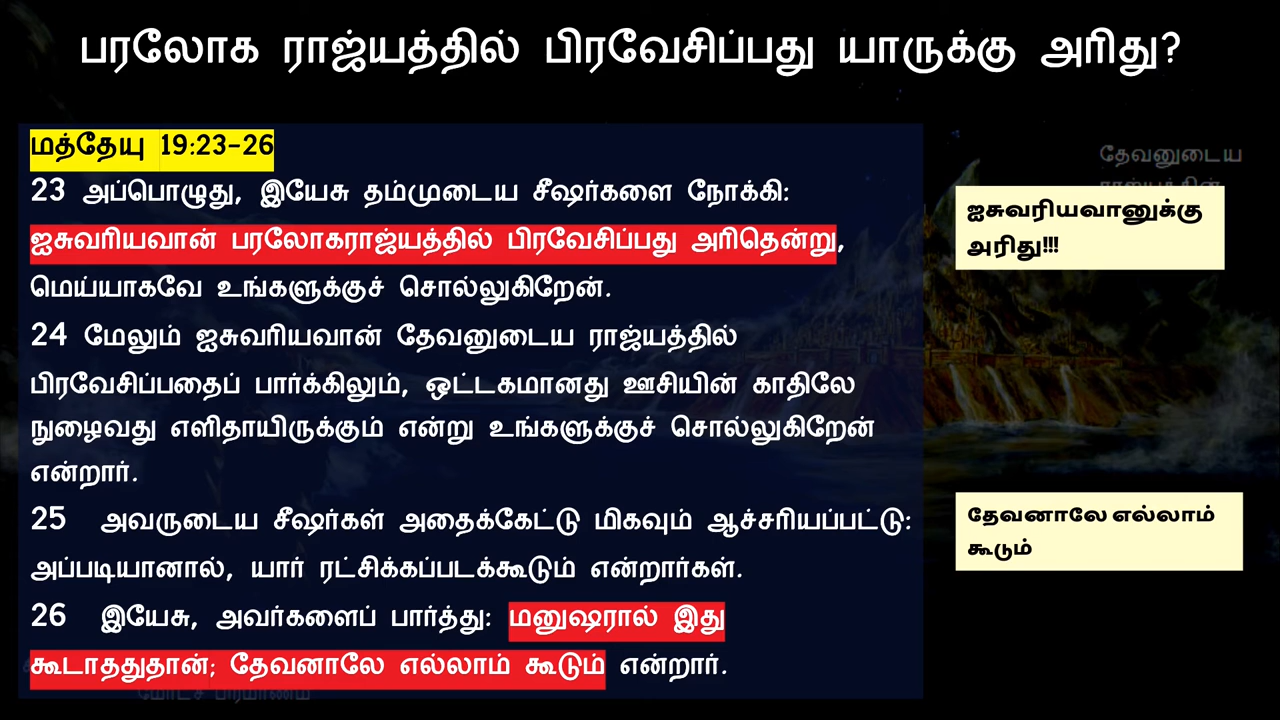 பரலோக ராஜ்யத்தில் பிரவேசிப்பது யாருக்கு அரிது?
மத்தேயு 19:23-26
23 அப்பொழுது, இயேசு தம்முடைய சீஷர்களை நோக்கி:
ஐசுவரியவான் பரலோகராஜ்யத்தில் பிரவேசிப்பது அரிதென்று,
மெய்யாகவே உங்களுக்குச் சொல்லுகிறேன்.
24 மேலும் ஐசுவரியவான் தேவனுடைய ராஜ்யத்தில்
பிரவேசிப்பதைப் பார்க்கிலும், ஒட்டகமானது ஊசியின் காதிலே
நுழைவது எளிதாயிருக்கும் என்று உங்களுக்குச் சொல்லுகிறேன்
என்றார்.
25 அவருடைய சீஷர்கள் அதைக்கேட்டு மிகவும் ஆச்சரியப்பட்டு:
அப்படியானால், யார் ரட்சிக்கப்படக்கூடும் என்றார்கள்.
26 இயேசு, அவர்களைப் பார்த்து: மனுஷரால் இது
கூடாததுதான்; தேவனாலே எல்லாம் கூடும் என்றார்.
தேவனுடைய
ஐசுவரியவானுக்கு
அரிது!!!
தேவனாலே எல்லாம்
கூடும்